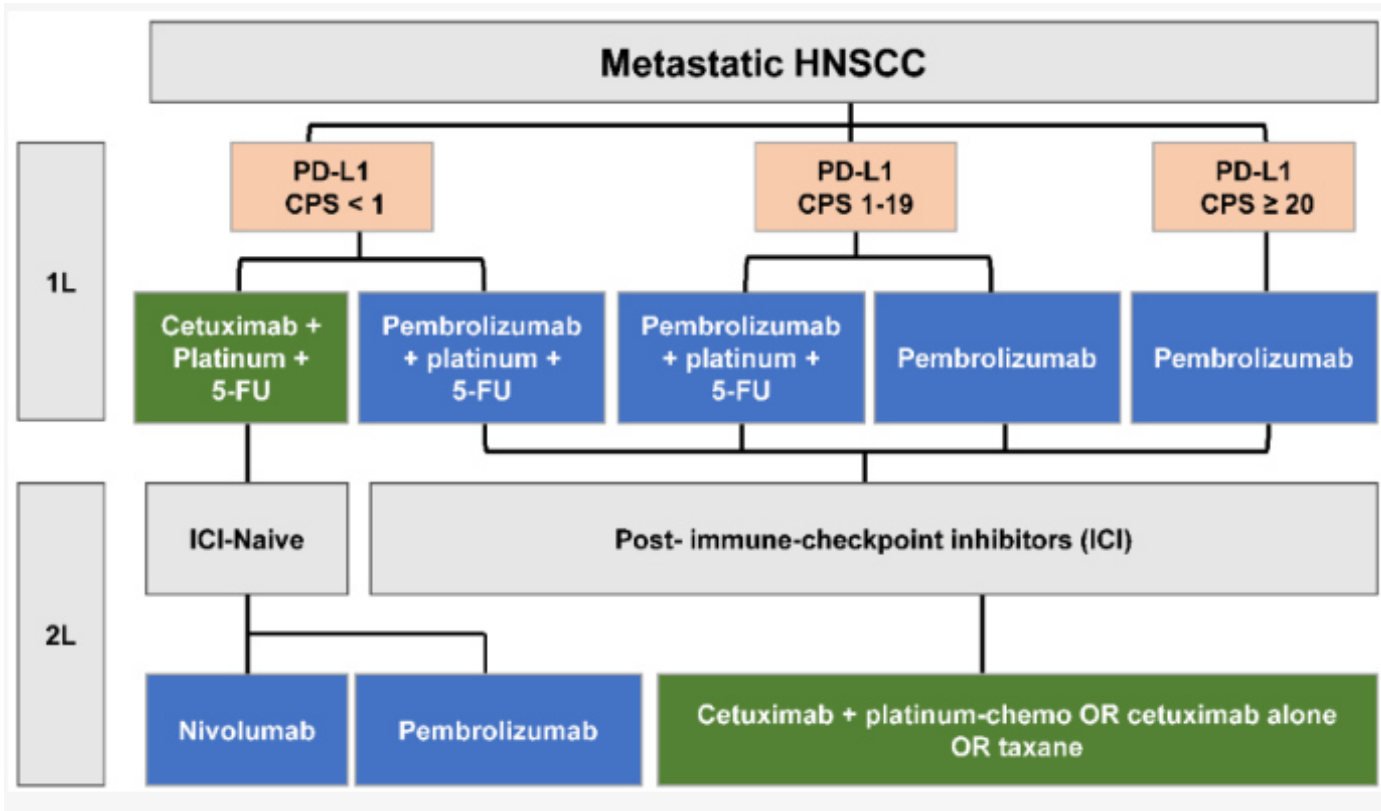 Metastatic HNSCC
1L
PD-L1
CPS < 1
PD-L1
CPS 1-19
PD-L1
CPS ≥ 20
Cetuximab +
Platinum +
5-FU
Pembrolizumab
+ platinum +
5-FU
Pembrolizumab
+ platinum +
5-FU
Pembrolizumab
Pembrolizumab
2L
ICI-Naive
Post- immune-checkpoint inhibitors (ICI)
Nivolumab
Pembrolizumab
Cetuximab + platinum-chemo OR cetuximab alone
OR taxane